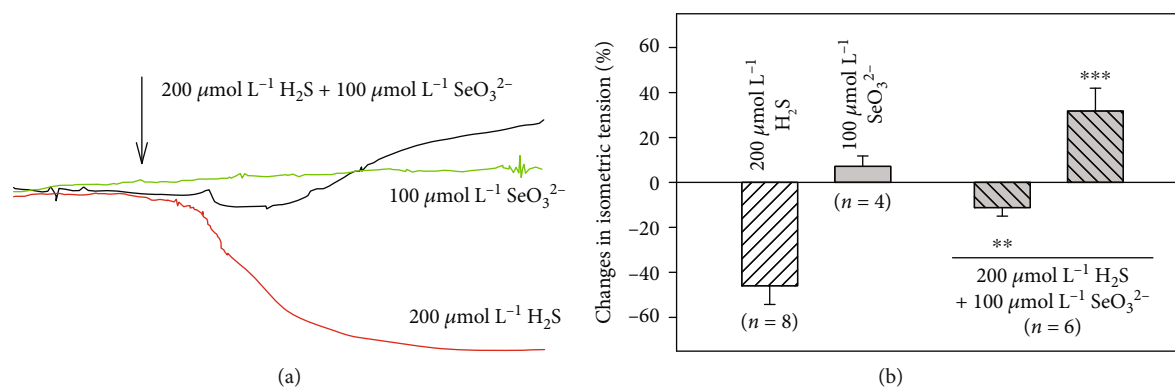 200 μmol L⁻¹ H₂S + 100 μmol L⁻¹ SeO₃²⁻
100 μmol L⁻¹ SeO₃²⁻
200 μmol L⁻¹ H₂S
(a)
Changes in isometric tension (%)
60
40
20
0
–20
–40
–60
200 μmol L⁻¹
H₂S
100 μmol L⁻¹
SeO₃²⁻
***
(n = 4)
**
200 μmol L⁻¹ H₂S
+ 100 μmol L⁻¹ SeO₃²⁻
(n = 8)
(n = 6)
(b)